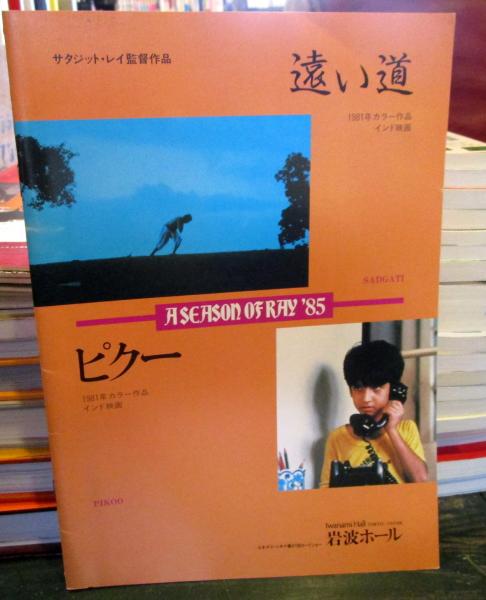 サタジット・レイ監督作品
遠い道
1981年カラー作品
インド映画
SADGATI
A SEASON OF RAY '85
ピクー
1981年カラー作品
インド映画
PIKOO
Iwanami Hall
岩波ホール